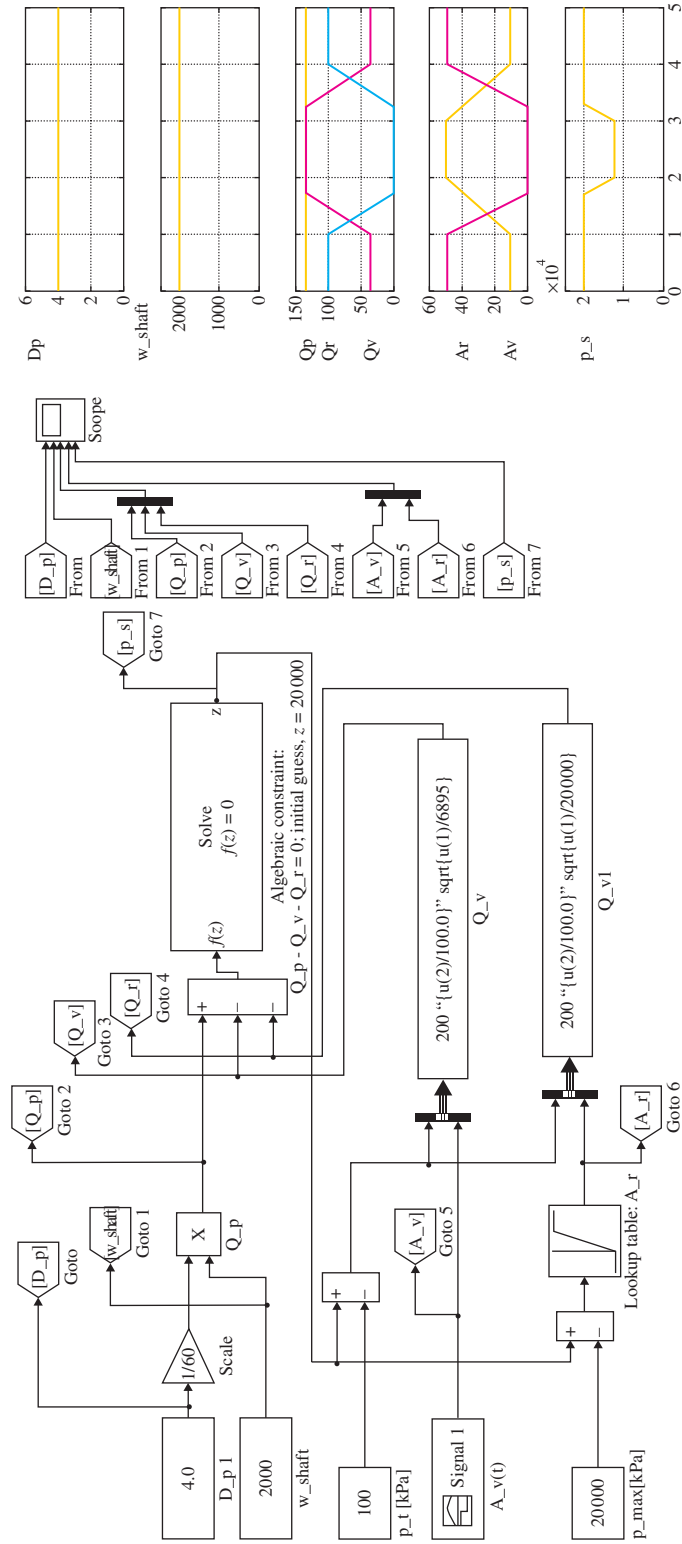 4.0
D_p 1
1/60
Scale
[D_p]
Goto
2000
w_shaft
[w_shaft]
Goto 1
X
Q_p
[Q_p]
Goto 2
[Q_v]
Goto 3
[Q_r]
Goto 4
+
−
−
f(z)
Solve
f(z) = 0
z
Algebraic constraint:
Q_p - Q_v - Q_r = 0; initial guess, z = 20 000
[p_s]
Goto 7
100
p_t [kPa]
+
−
Signal 1
A_v(t)
[A_v]
Goto 5
200 “{u(2)/100.0}” sqrt{u(1)/6895}
Q_v
20 000
p_max[kPa]
+
−
Lookup table: A_r
[A_r]
Goto 6
200 “{u(2)/100.0}” sqrt{u(1)/20000}
Q_v1
[D_p]
From
[w_shaft]
From 1
[Q_p]
From 2
[Q_v]
From 3
[Q_r]
From 4
[A_v]
From 5
[A_r]
From 6
[p_s]
From 7
Soope
Dp
6
4
2
0
w_shaft
2000
1000
0
Qp
Qr
Qv
150
100
50
0
Ar
Av
60
40
20
0
×10⁴
p_s
2
1
0
0
1
2
3
4
5